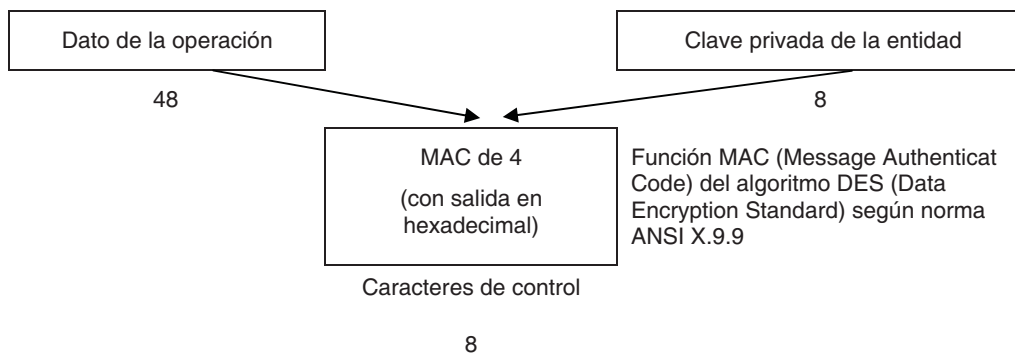 Dato de la operación
Clave privada de la entidad
48
8
MAC de 4
(con salida en
hexadecimal)
Función MAC (Message Authenticat
Code) del algoritmo DES (Data
Encryption Standard) según norma
ANSI X.9.9
Caracteres de control
8